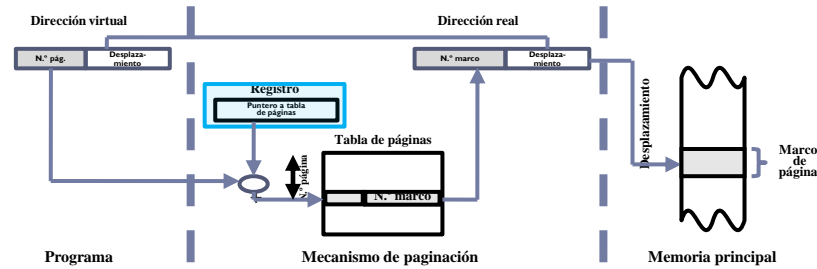 Dirección virtual
Dirección real
N.º pág.
Desplaza-
miento
N.º marco
Desplaza-
miento
Registro
Puntero a tabla
de páginas
Tabla de páginas
N.º página
N.º marco
Desplazamiento
Marco
de
página
Programa
Mecanismo de paginación
Memoria principal